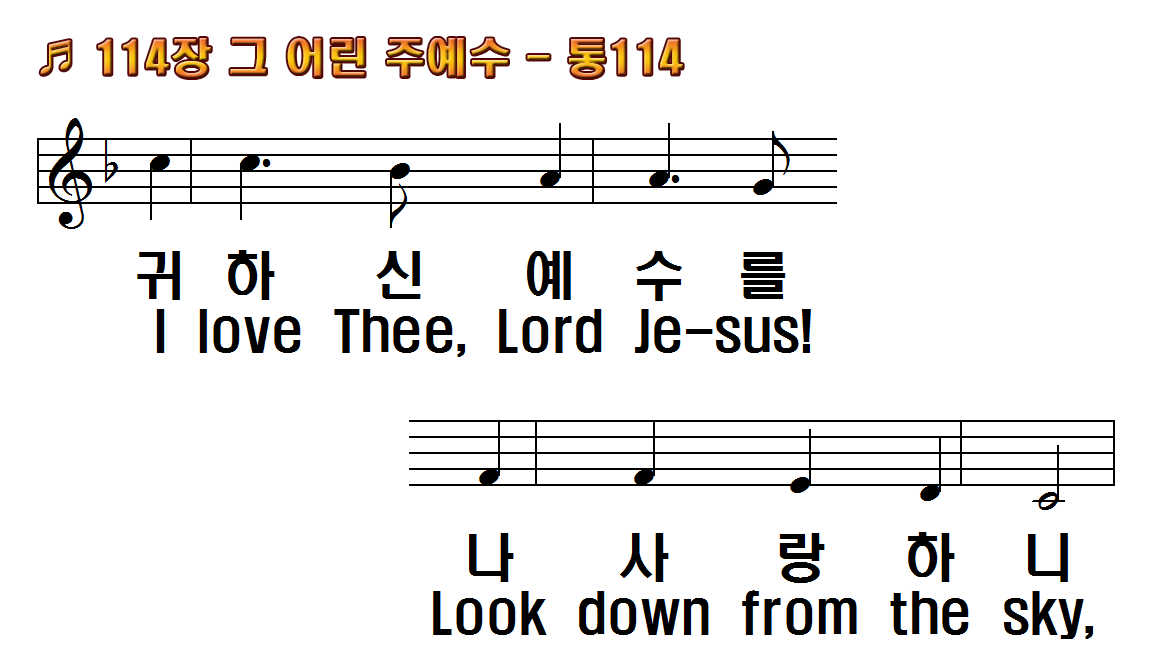 114장 그 어린 주예수 - 통114
귀 하 신 예 수 를
I love Thee, Lord Je-sus!
나 사 랑 하 니
Look down from the sky,